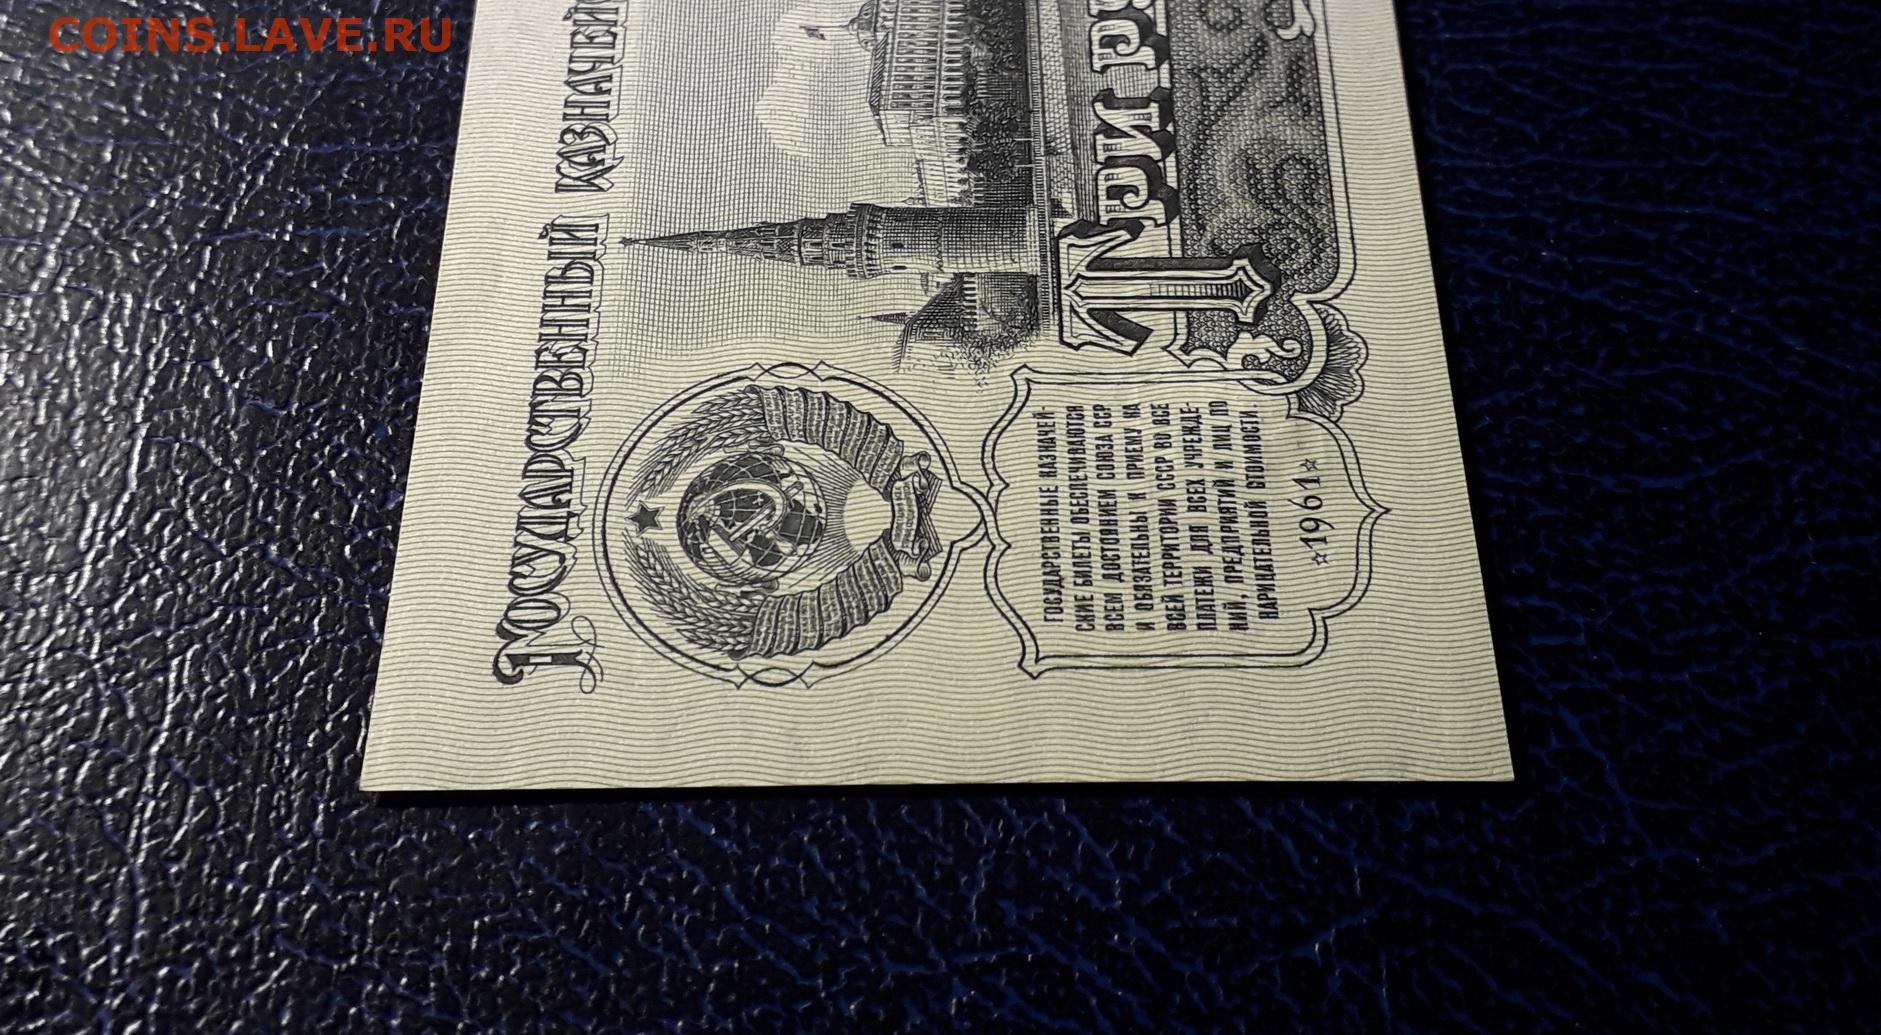 COINS.LAVE.RU
ГОСУДАРСТВЕННЫЙ КАЗНАЧЕЙ
ТРИ РУ
ГОСУДАРСТВЕННЫЕ КАЗНАЧЕЙ-
СКИЕ БИЛЕТЫ ОБЕСПЕЧИВАЮТСЯ
ВСЕМ ДОСТОЯНИЕМ СОЮЗА ССР
И ОБЯЗАТЕЛЬНЫ К ПРИЕМУ НА
ВСЕЙ ТЕРРИТОРИИ СССР ВО ВСЕ
ПЛАТЕЖИ ДЛЯ ВСЕХ УЧРЕЖДЕ-
НИЙ, ПРЕДПРИЯТИЙ И ЛИЦ ПО
НАРИЦАТЕЛЬНОЙ СТОИМОСТИ.
☆1961☆